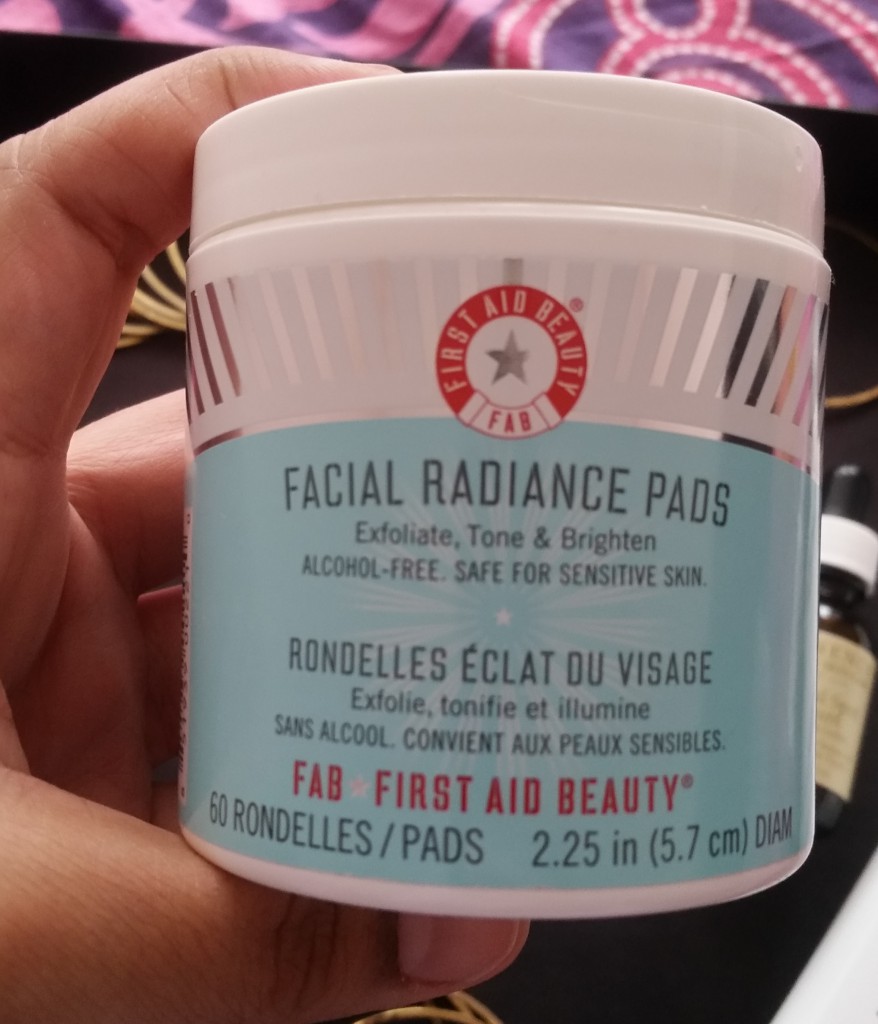 FIRST AID BEAUTY®
FAB
FACIAL RADIANCE PADS
Exfoliate, Tone & Brighten
ALCOHOL-FREE. SAFE FOR SENSITIVE SKIN.
RONDELLES ÉCLAT DU VISAGE
Exfolie, tonifie et illumine
SANS ALCOOL. CONVIENT AUX PEAUX SENSIBLES.
FAB FIRST AID BEAUTY®
60 RONDELLES / PADS 2.25 in (5.7 cm) DIAM